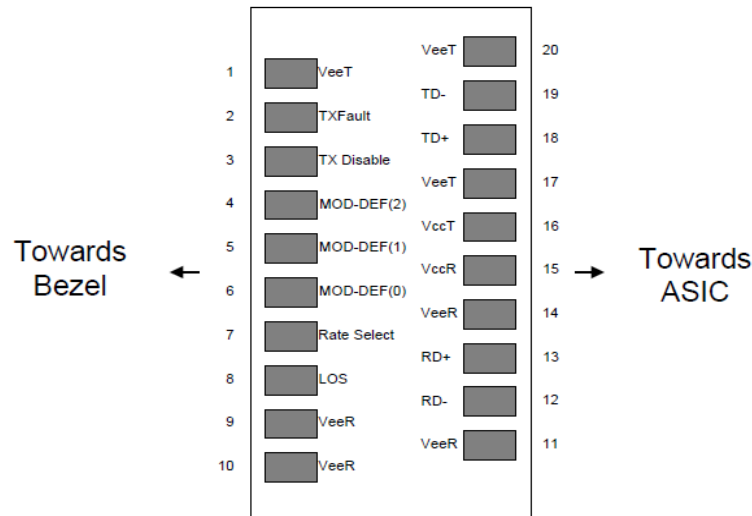 VeeT 20
1 VeeT
TD- 19
2 TXFault
TD+ 18
3 TX Disable
VeeT 17
4 MOD-DEF(2)
VccT 16
5 MOD-DEF(1)
Towards
Bezel
VccR 15
Towards
ASIC
6 MOD-DEF(0)
VeeR 14
7 Rate Select
RD+ 13
8 LOS
RD- 12
9 VeeR
VeeR 11
10 VeeR